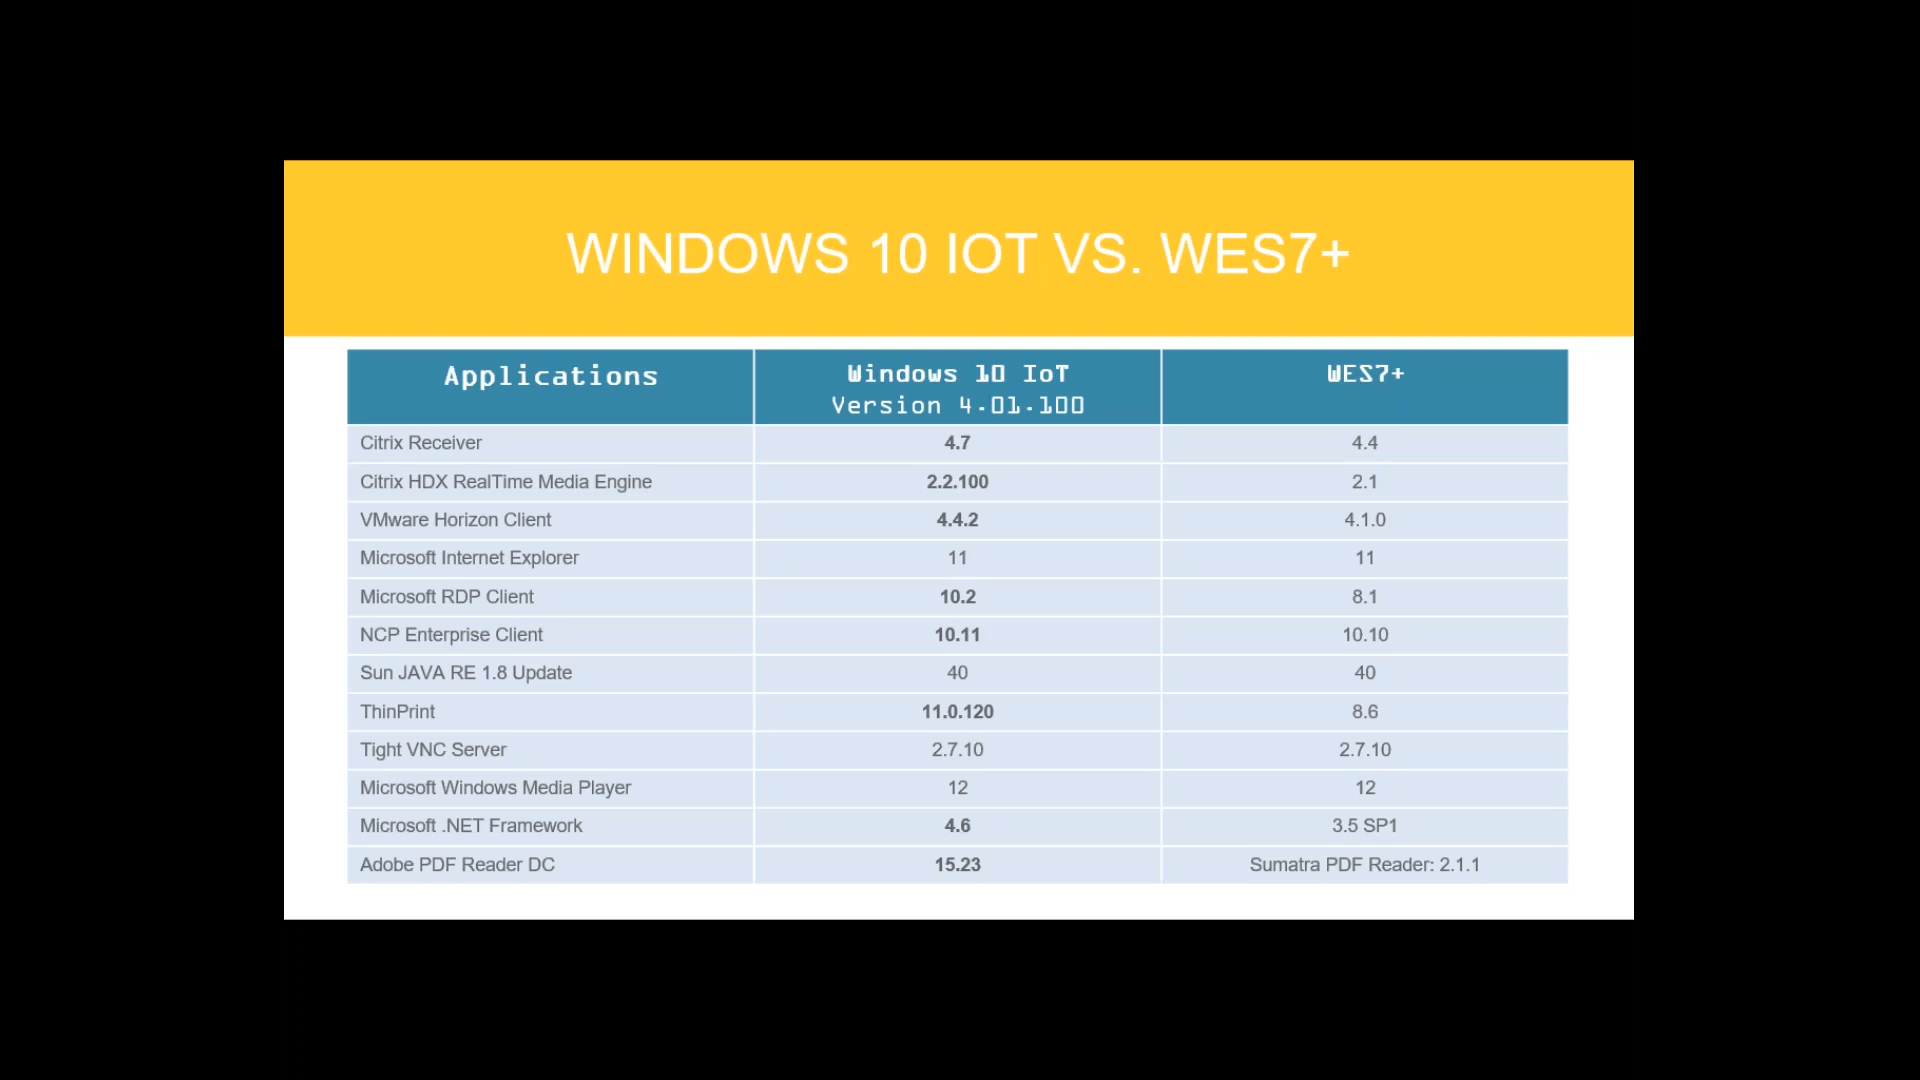 WINDOWS 10 IOT VS. WES7+
Applications Windows 10 IoT WES7+
Version 4.01.100
Citrix Receiver 4.7 4.4
Citrix HDX RealTime Media Engine 2.2.100 2.1
VMware Horizon Client 4.4.2 4.1.0
Microsoft Internet Explorer 11 11
Microsoft RDP Client 10.2 8.1
NCP Enterprise Client 10.11 10.10
Sun JAVA RE 1.8 Update 40 40
ThinPrint 11.0.120 8.6
Tight VNC Server 2.7.10 2.7.10
Microsoft Windows Media Player 12 12
Microsoft .NET Framework 4.6 3.5 SP1
Adobe PDF Reader DC 15.23 Sumatra PDF Reader: 2.1.1